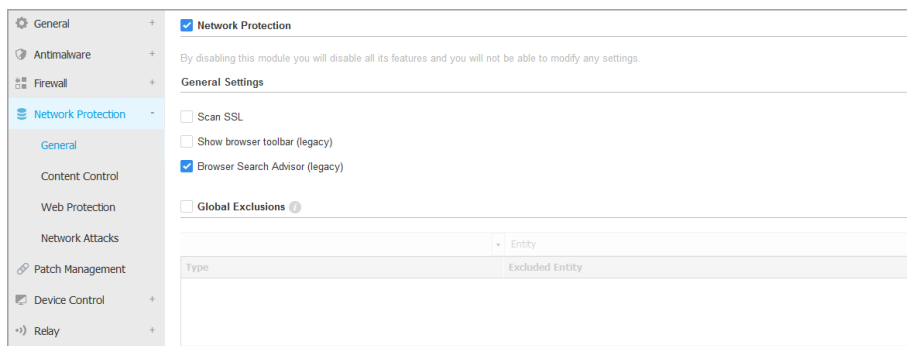 General +
Antimalware +
Firewall +
Network Protection -
General
Content Control
Web Protection
Network Attacks
Patch Management
Device Control +
Relay +
Network Protection
By disabling this module you will disable all its features and you will not be able to modify any settings.
General Settings
Scan SSL
Show browser toolbar (legacy)
Browser Search Advisor (legacy)
Global Exclusions i
Entity
Type Excluded Entity